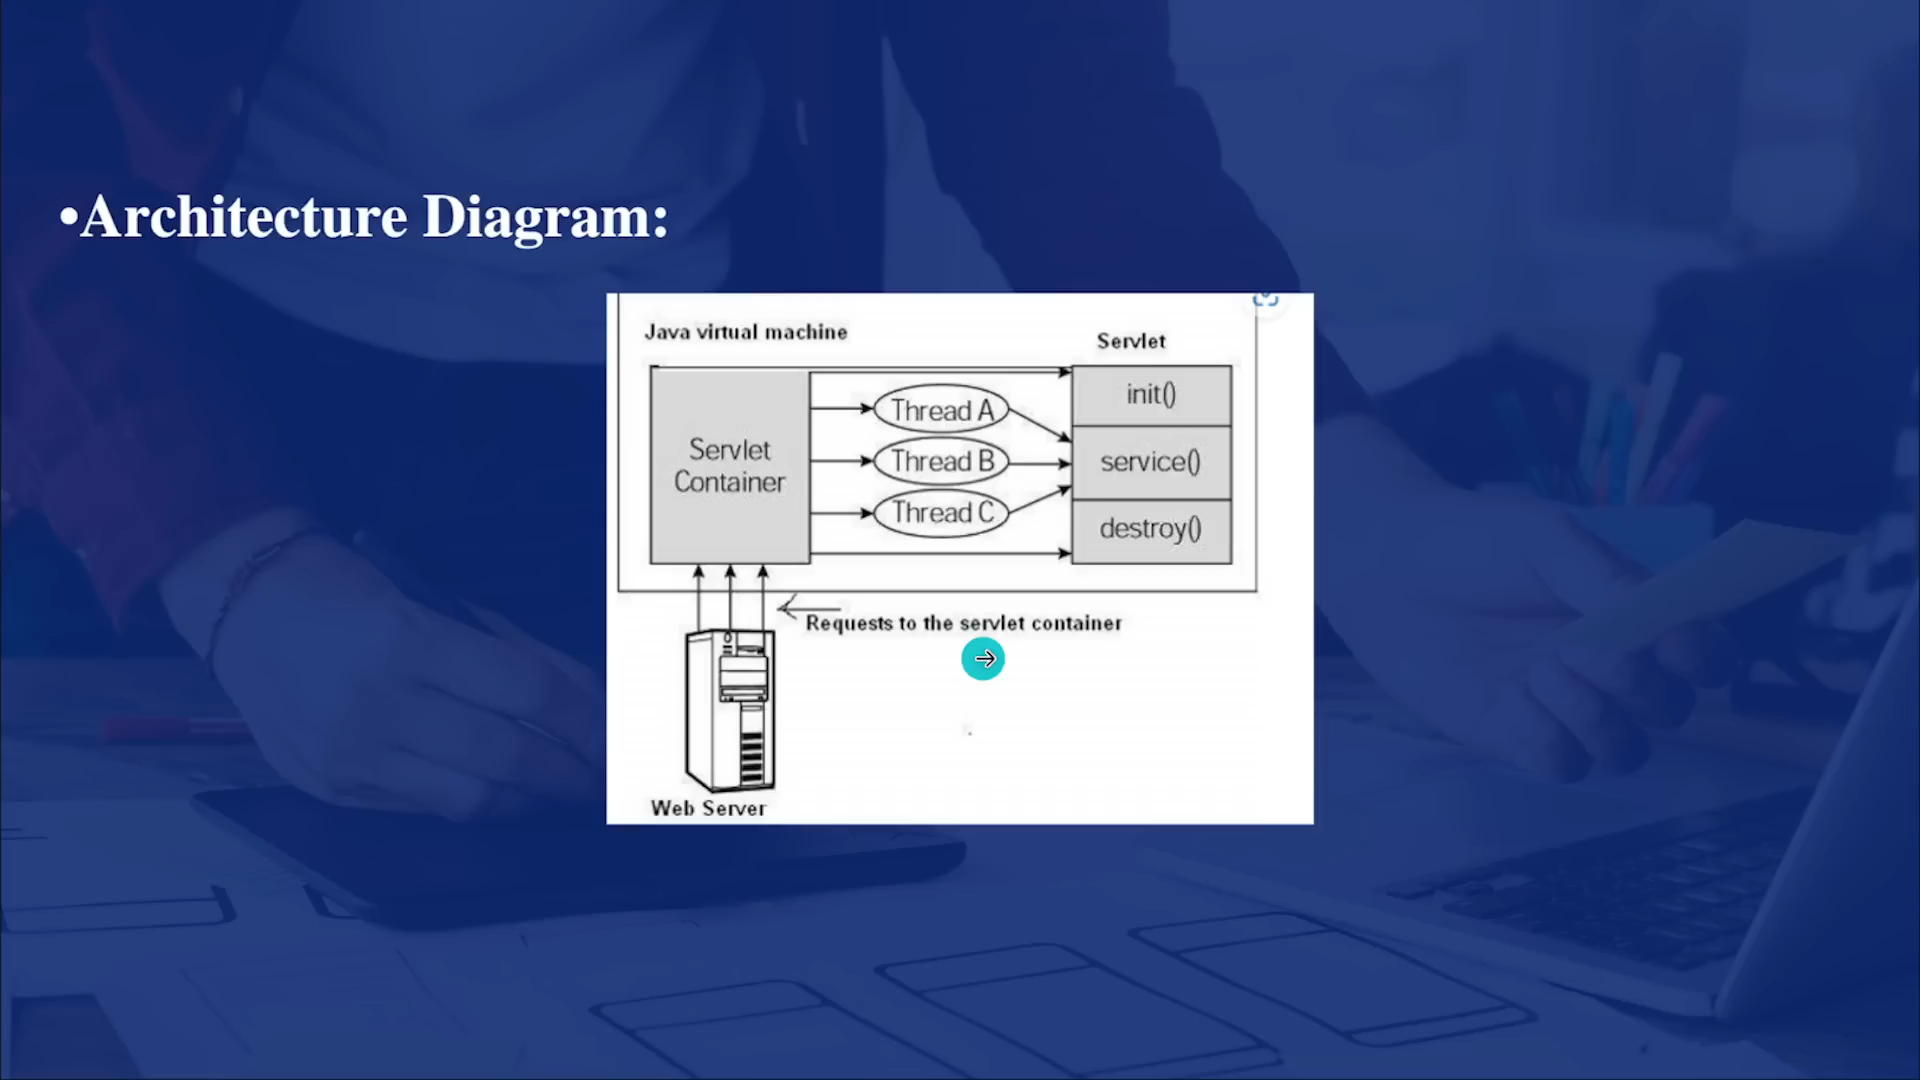 •Architecture Diagram:
Java virtual machine
Servlet
Servlet
Container
Thread A
Thread B
Thread C
init()
service()
destroy()
Requests to the servlet container
Web Server